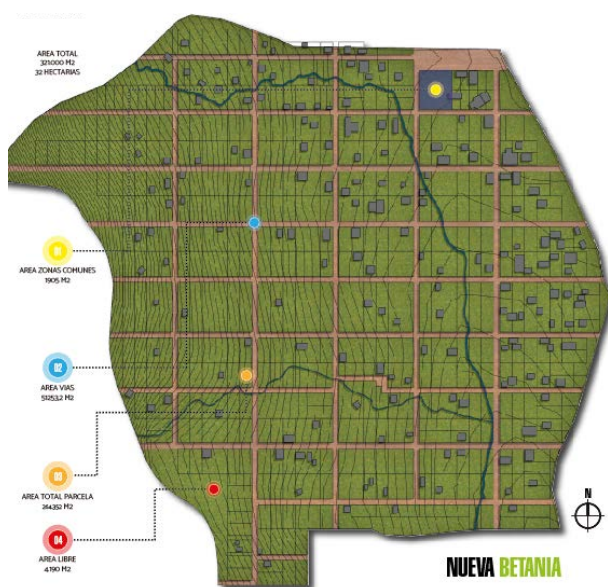 AREA TOTAL
321.000 M2
32 HECTARIAS
01
AREA ZONAS COMUNES
1905 M2
02
AREA VIAS
51253,2 M2
03
AREA TOTAL PARCELA
264352 M2
04
AREA LIBRE
4190 M2
N
NUEVA BETANIA